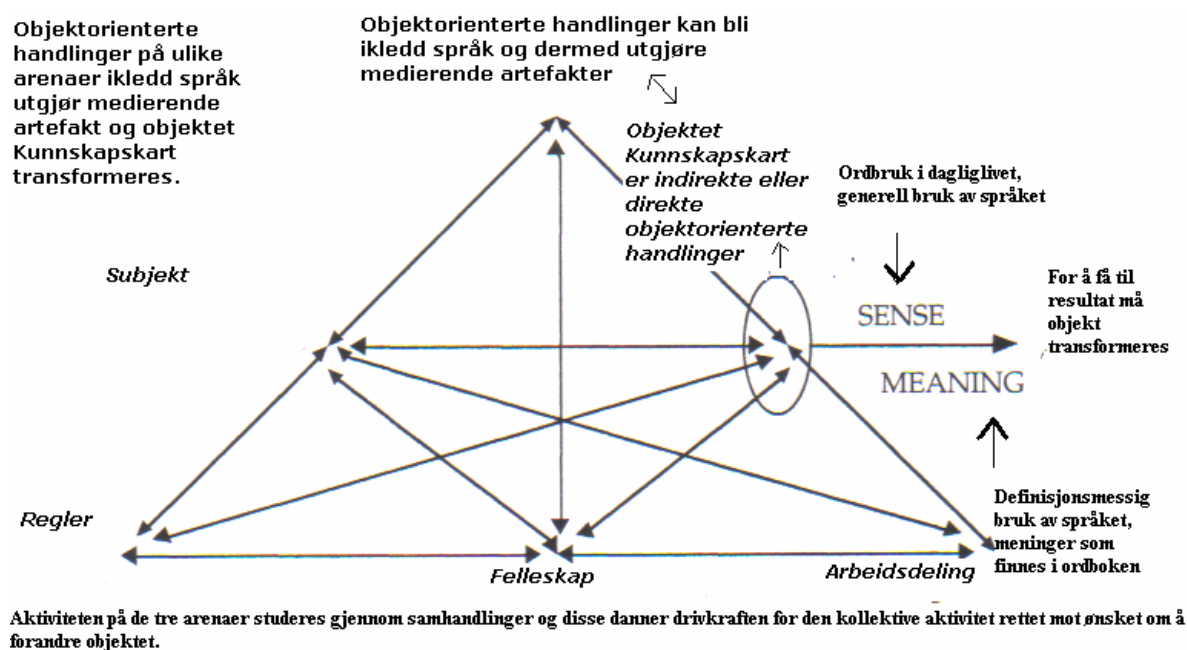 Objektorienterte
handlinger på ulike
arenaer ikledd språk
utgjør medierende
artefakt og objektet
Kunnskapskart
transformeres.
Objektorienterte handlinger kan bli
ikledd språk og dermed utgjøre
medierende artefakter
Objektet
Kunnskapskart
er indirekte eller
direkte
objektorienterte
handlinger
Ordbruk i dagliglivet,
generell bruk av språket
Subjekt
SENSE
MEANING
For å få til
resultat må
objekt
transformeres
Regler
Felleskap
Arbeidsdeling
Definisjonsmessig
bruk av språket,
meninger som
finnes i ordboken
Aktiviteten på de tre arenaer studeres gjennom samhandlinger og disse danner drivkraften for den kollektive aktivitet rettet mot ønsket om å
forandre objektet.